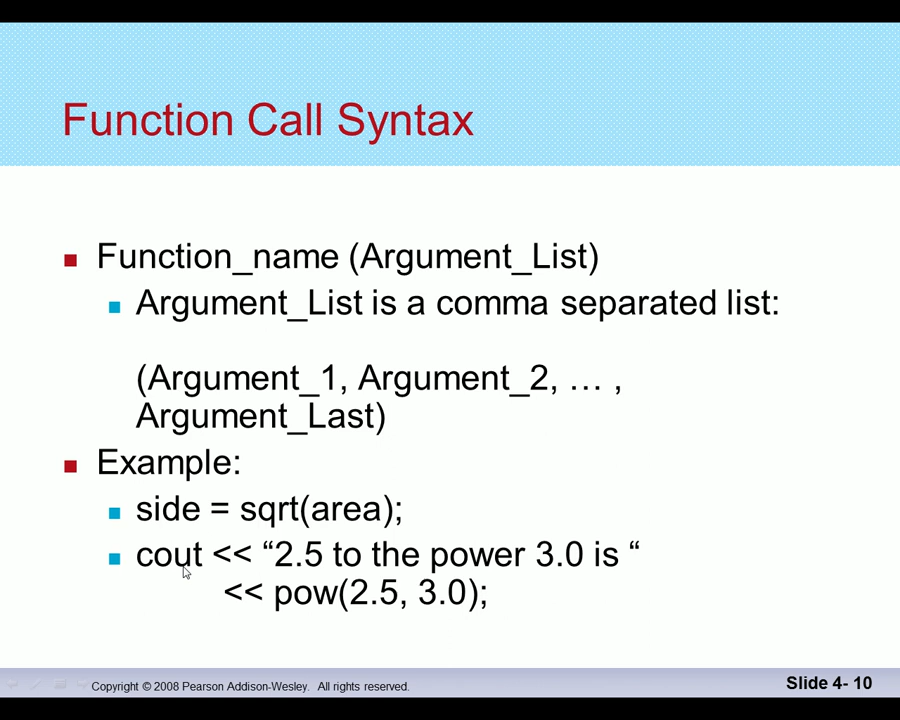 Function Call Syntax
Function_name (Argument_List)
Argument_List is a comma separated list:
(Argument_1, Argument_2, … ,
Argument_Last)
Example:
side = sqrt(area);
cout << “2.5 to the power 3.0 is “
<< pow(2.5, 3.0);
Copyright © 2008 Pearson Addison-Wesley. All rights reserved.
Slide 4- 10